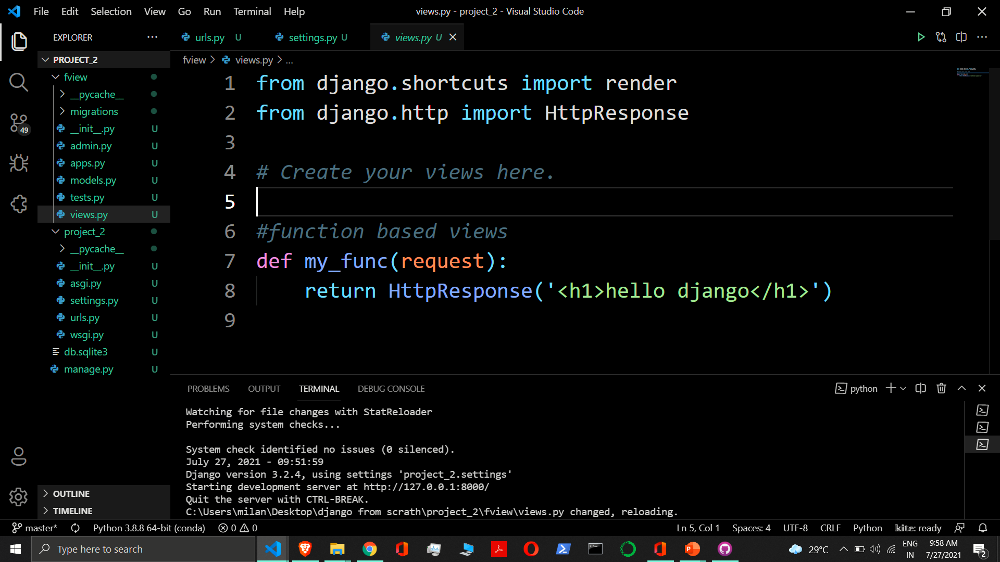 File Edit Selection View Go Run Terminal Help
views.py - project_2 - Visual Studio Code
EXPLORER
urls.py U
settings.py U
views.py U
PROJECT_2
fview > views.py > ...
fview
__pycache__
migrations
__init__.py U
admin.py U
apps.py U
models.py U
tests.py U
views.py U
project_2
__pycache__
__init__.py U
asgi.py U
settings.py U
urls.py U
wsgi.py U
db.sqlite3 U
manage.py U
49
1 from django.shortcuts import render
2 from django.http import HttpResponse
3
4 # Create your views here.
5
6 #function based views
7 def my_func(request):
8 return HttpResponse('<h1>hello django</h1>')
9
PROBLEMS OUTPUT TERMINAL DEBUG CONSOLE
python
Watching for file changes with StatReloader
Performing system checks...
System check identified no issues (0 silenced).
July 27, 2021 - 09:51:59
Django version 3.2.4, using settings 'project_2.settings'
Starting development server at http://127.0.0.1:8000/
Quit the server with CTRL-BREAK.
C:\Users\milan\Desktop\django from scrath\project_2\fview\views.py changed, reloading.
OUTLINE
TIMELINE
master* Python 3.8.8 64-bit (conda) 0 0
Ln 5, Col 1 Spaces: 4 UTF-8 CRLF Python kite: ready
Type here to search
29°C
ENG
IN
9:58 AM
7/27/2021
2